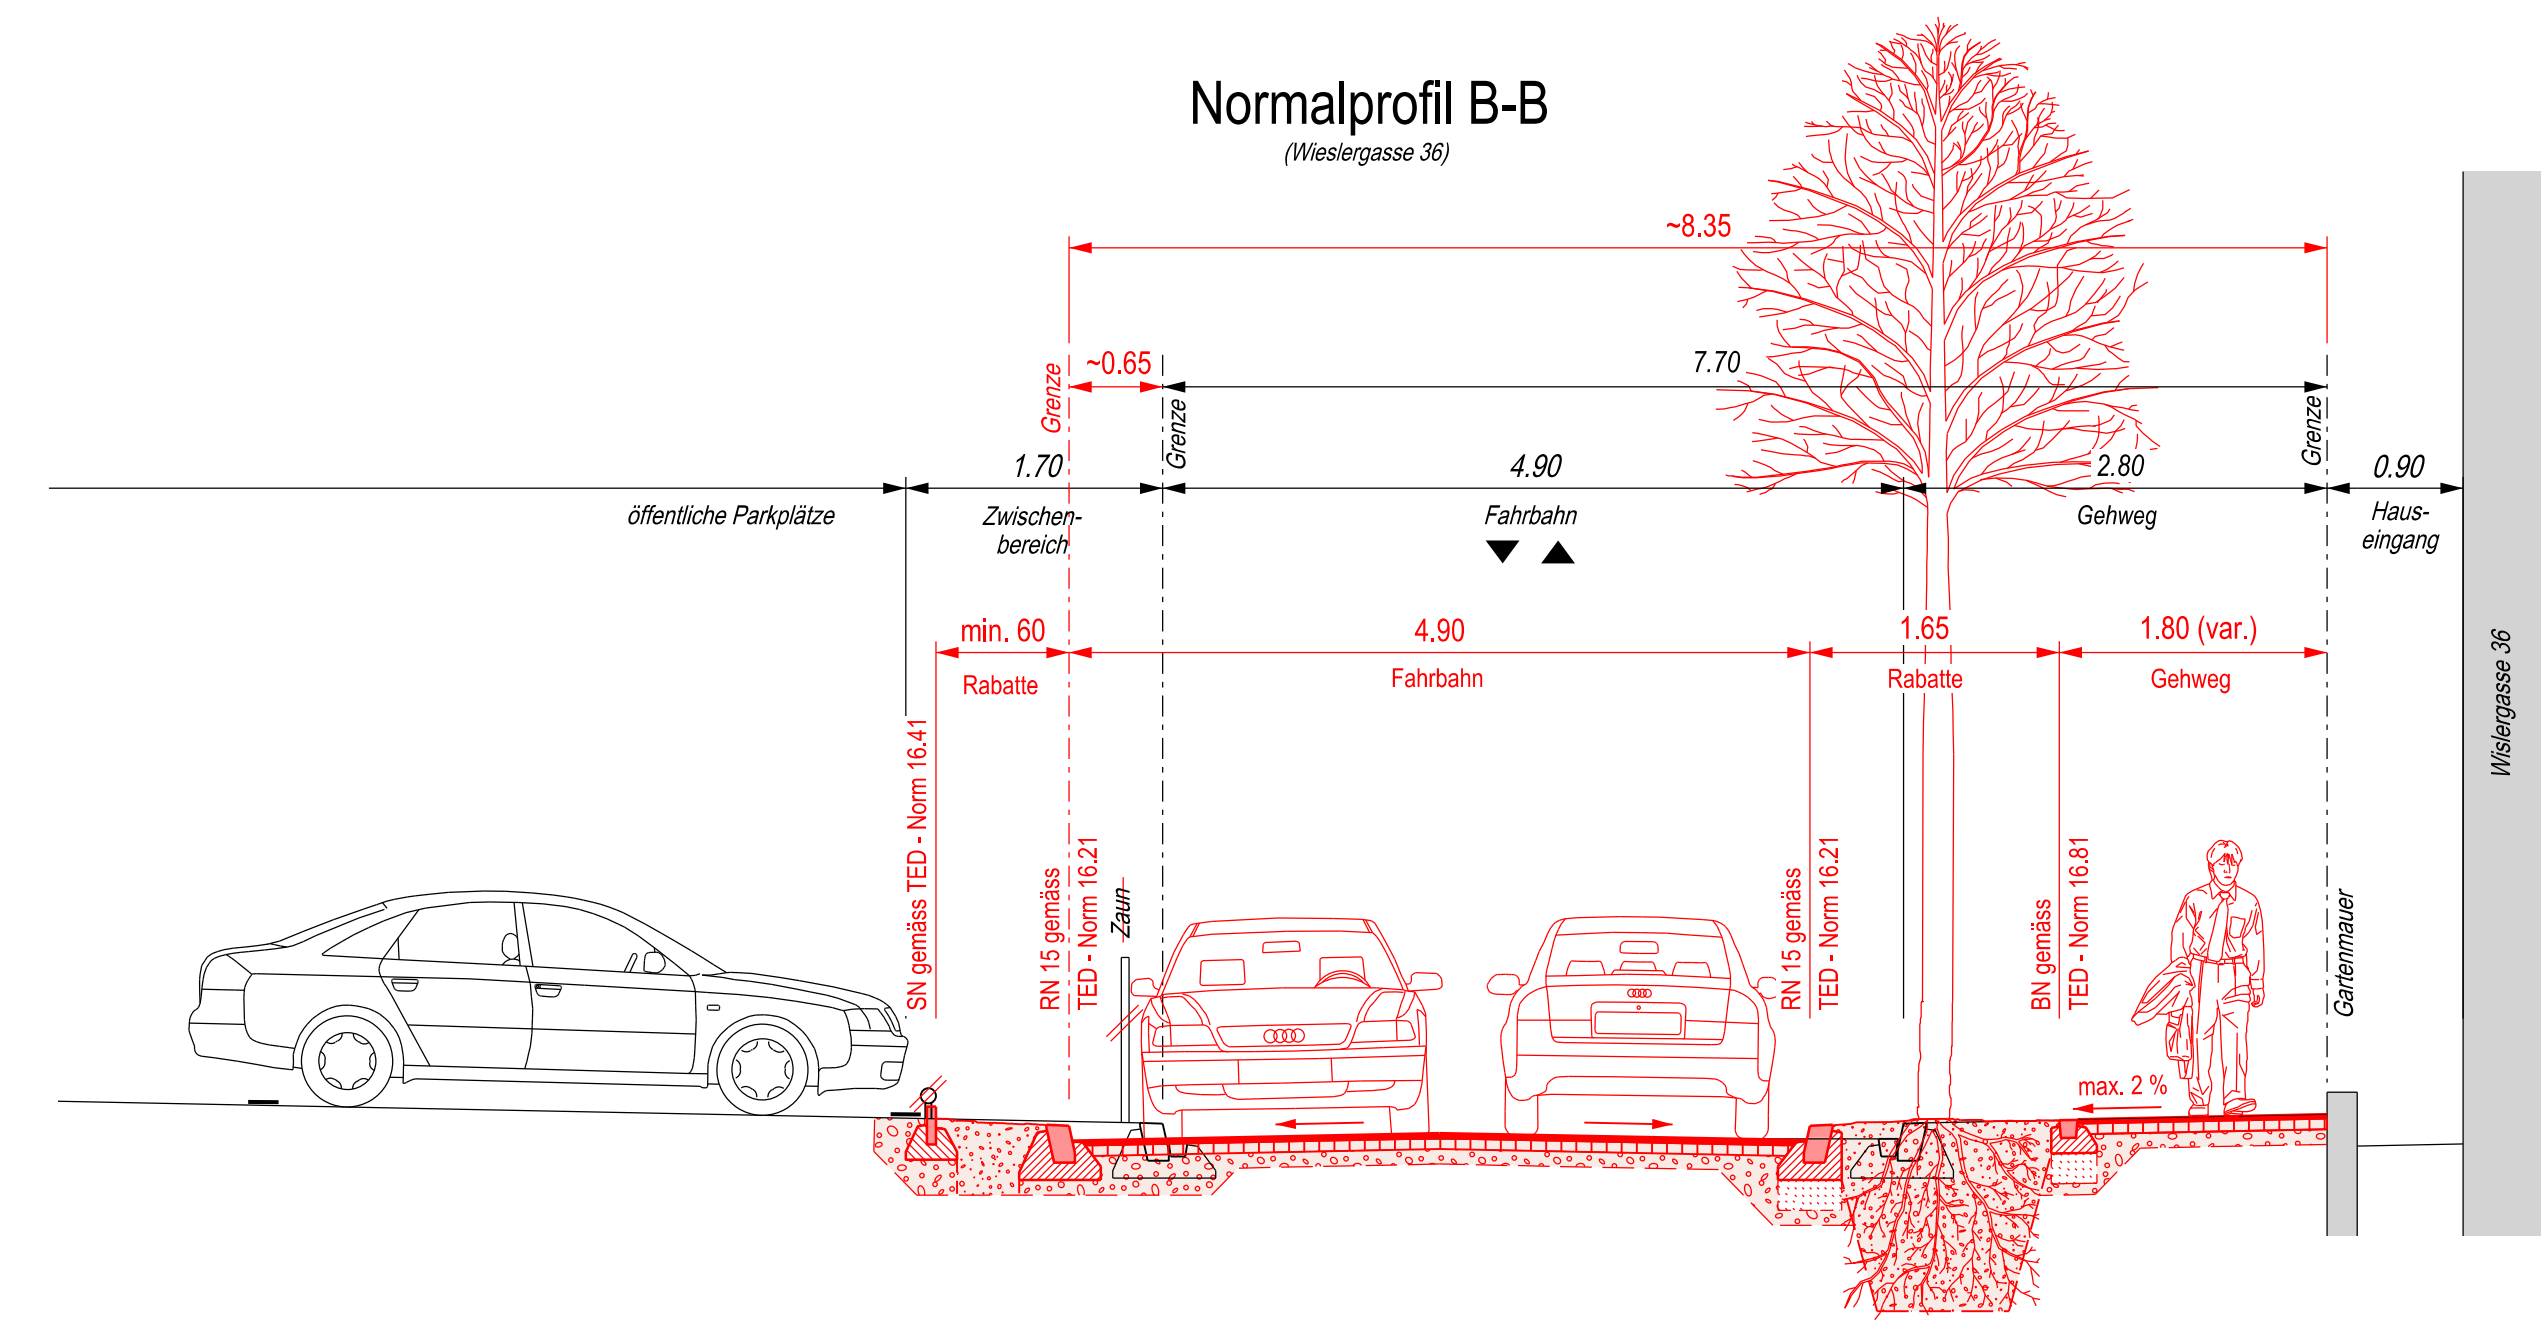 Normalprofil B-B
(Wieslergasse 36)
~8.35
~0.65
7.70
Grenze
Grenze
Grenze
1.70
4.90
2.80
0.90
öffentliche Parkplätze
Zwischen-
bereich
Fahrbahn
Gehweg
Haus-
eingang
min. 60
4.90
1.65
1.80 (var.)
Rabatte
Fahrbahn
Rabatte
Gehweg
Wislergasse 36
SN gemäss TED - Norm 16.41
RN 15 gemäss
TED - Norm 16.21
Zaun
RN 15 gemäss
TED - Norm 16.21
BN gemäss
TED - Norm 16.81
Gartenmauer
max. 2 %